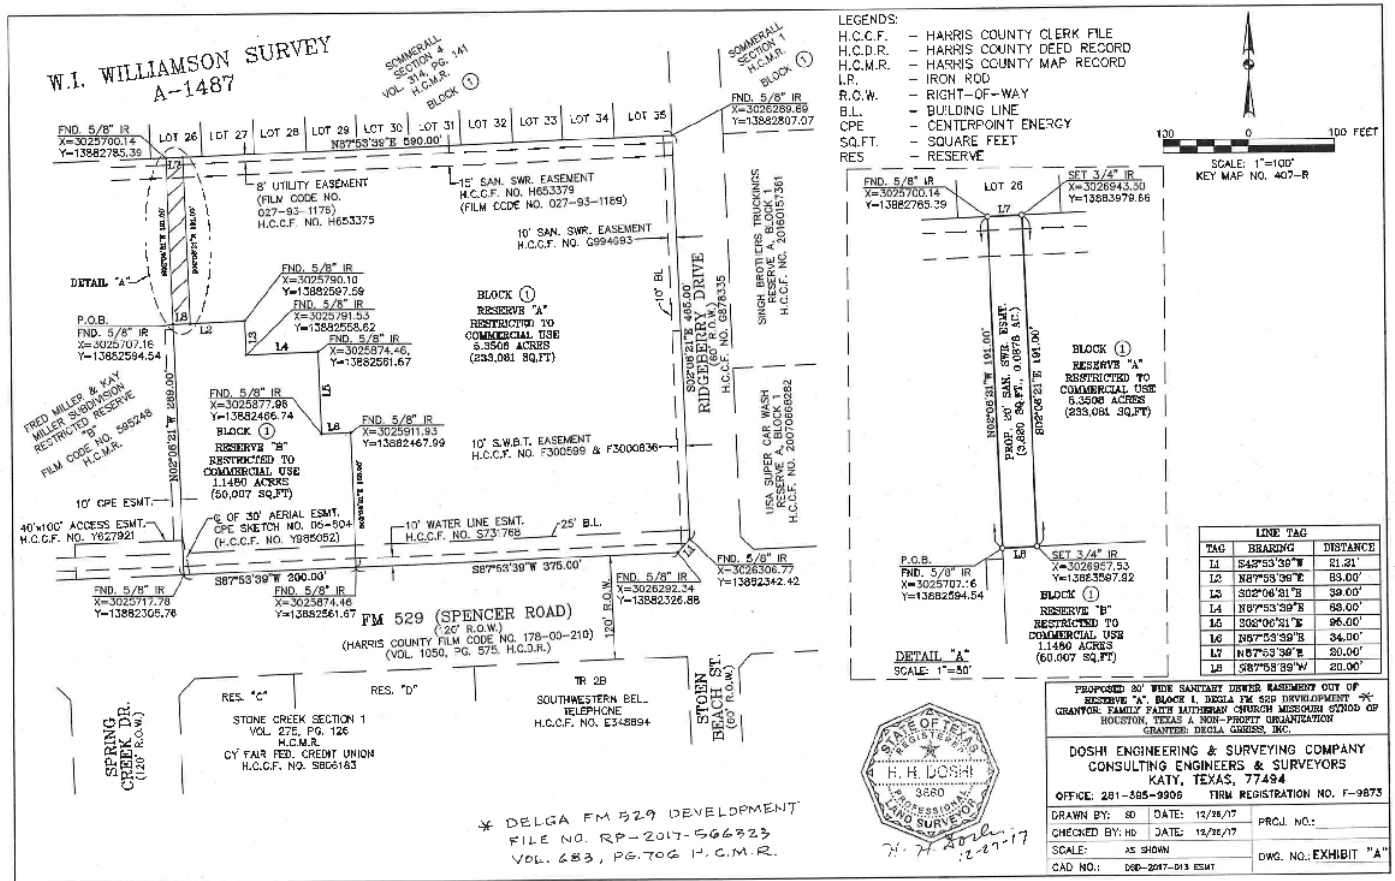 W.I. WILLIAMSON SURVEY
A-1487
SOMMERALL
SECTION 4
VOL. 314, PG. 141
H.C.M.R.
BLOCK 1
SOMMERALL
SECTION 1
H.C.M.R.
BLOCK 1
FND. 5/8" IR
X=3025700.14
Y=13882785.39
LOT 26
LOT 27
LOT 28
LOT 29
LOT 30
LOT 31
LOT 32
LOT 33
LOT 34
LOT 35
N87°53'39"E 590.00'
FND. 5/8" IR
X=3026289.69
Y=13882807.07
L7
8' UTILITY EASEMENT
(FILM CODE NO.
027-93-1176)
H.C.C.F. NO. H653375
15' SAN. SWR. EASEMENT
H.C.C.F. NO. H653379
(FILM CODE NO. 027-93-1189)
10' SAN. SWR. EASEMENT
H.C.C.F. NO. G994693
DETAIL "A"
P.O.B.
FND. 5/8" IR
X=3025707.16
Y=13882594.54
L8
L2
FND. 5/8" IR
X=3025790.10
Y=13882597.59
FND. 5/8" IR
X=3025791.53
Y=13882558.62
L3
L4
FND. 5/8" IR
X=3025874.46,
Y=13882561.67
L5
FND. 5/8" IR
X=3025877.98
Y=13882466.74
L6
FND. 5/8" IR
X=3025911.93
Y=13882467.99
BLOCK 1
RESERVE "A"
RESTRICTED TO
COMMERCIAL USE
5.3508 ACRES
(233,081 SQ.FT)
BLOCK 1
RESERVE "B"
RESTRICTED TO
COMMERCIAL USE
1.1480 ACRES
(50,007 SQ.FT)
FRED MILLER & KAY
MILLER SUBDIVISION
RESTRICTED RESERVE
"B"
FILM CODE NO. 595248
H.C.M.R.
N02°06'21"W 289.00'
10' BL
S02°06'21"E 465.00'
RIDGEBERRY DRIVE
(60' R.O.W.)
H.C.C.F. NO. G878335
SINGH BROTHERS TRUCKINGS
RESERVE A, BLOCK 1
H.C.C.F. NO. 20160157361
USA SUPER CAR WASH
RESERVE A, BLOCK 1
H.C.C.F. NO. 20070668282
10' S.W.B.T. EASEMENT
H.C.C.F. NO. F300599 & F3000836
10' CPE ESMT.
40'x100' ACCESS ESMT.
H.C.C.F. NO. Y627921
℄ OF 30' AERIAL ESMT.
CPE SKETCH NO. 05-804
(H.C.C.F. NO. Y985052)
10' WATER LINE ESMT.
H.C.C.F. NO. S731768
25' B.L.
S87°53'39"W 200.00'
S87°53'39"W 375.00'
L1
FND. 5/8" IR
X=3025717.78
Y=13882305.76
FND. 5/8" IR
X=3025874.46
Y=13882561.67
FND. 5/8" IR
X=3026292.34
Y=13882326.88
FND. 5/8" IR
X=3026306.77
Y=13882342.42
FM 529 (SPENCER ROAD)
(120' R.O.W.)
(HARRIS COUNTY FILM CODE NO. 178-00-210)
(VOL. 1050, PG. 575, H.C.D.R.)
120' R.O.W.
SPRING
CREEK DR.
(120' R.O.W.)
RES. "C"
RES. "D"
STONE CREEK SECTION 1
VOL. 275, PG. 126
H.C.M.R.
CY FAIR FED. CREDIT UNION
H.C.C.F. NO. S806183
TR 2B
SOUTHWESTERN BELL
TELEPHONE
H.C.C.F. NO. E348894
STOEN
BEACH ST.
(60' R.O.W.)
* DELGA FM 529 DEVELOPMENT
FILE NO. RP-2017-566323
VOL. 683, PG. 706 H.C.M.R.
LEGENDS:
H.C.C.F. - HARRIS COUNTY CLERK FILE
H.C.D.R. - HARRIS COUNTY DEED RECORD
H.C.M.R. - HARRIS COUNTY MAP RECORD
I.R. - IRON ROD
R.O.W. - RIGHT-OF-WAY
B.L. - BUILDING LINE
CPE - CENTERPOINT ENERGY
SQ.FT. - SQUARE FEET
RES - RESERVE
100 0 100 FEET
SCALE: 1"=100'
KEY MAP NO. 407-R
FND. 5/8" IR
X=3025700.14
Y=13882785.39
LOT 26
SET 3/4" IR
X=3026943.50
Y=13883979.66
L7
N02°06'21"W 191.00'
PROP. 20' SAN. SWR. ESMT.
(3,820 SQ.FT., 0.0876 AC.)
S02°06'21"E 191.00'
BLOCK 1
RESERVE "A"
RESTRICTED TO
COMMERCIAL USE
5.3508 ACRES
(233,081 SQ.FT)
P.O.B.
FND. 5/8" IR
X=3025707.16
Y=13882594.54
L8
SET 3/4" IR
X=3026957.53
Y=13883597.92
BLOCK 1
RESERVE "B"
RESTRICTED TO
COMMERCIAL USE
1.1480 ACRES
(50,007 SQ.FT)
DETAIL "A"
SCALE: 1"=50'
LINE TAG
TAG BEARING DISTANCE
L1 S42°53'39"W 21.21'
L2 N87°53'39"E 83.00'
L3 S02°06'21"E 39.00'
L4 N87°53'39"E 83.00'
L5 S02°06'21"E 95.00'
L6 N87°53'39"E 34.00'
L7 N87°53'39"E 20.00'
L8 S87°53'39"W 20.00'
PROPOSED 20' WIDE SANITARY SEWER EASEMENT OUT OF
RESERVE "A", BLOCK 1, DEGLA FM 529 DEVELOPMENT *
GRANTOR: FAMILY FAITH LUTHERAN CHURCH MISSOURI SYNOD OF
HOUSTON, TEXAS A NON-PROFIT ORGANIZATION
GRANTEE: DEGLA GREISS, INC.
DOSHI ENGINEERING & SURVEYING COMPANY
CONSULTING ENGINEERS & SURVEYORS
KATY, TEXAS, 77494
OFFICE: 281-395-9906 FIRM REGISTRATION NO. F-9873
DRAWN BY: SD DATE: 12/26/17
CHECKED BY: HD DATE: 12/26/17
PROJ. NO.:
SCALE: AS SHOWN
CAD NO.: DSD-2017-013 ESMT
DWG. NO.: EXHIBIT "A"
STATE OF TEXAS
REGISTERED
H. H. DOSHI
3860
PROFESSIONAL
LAND SURVEYOR
H. H. Doshi
12-27-17